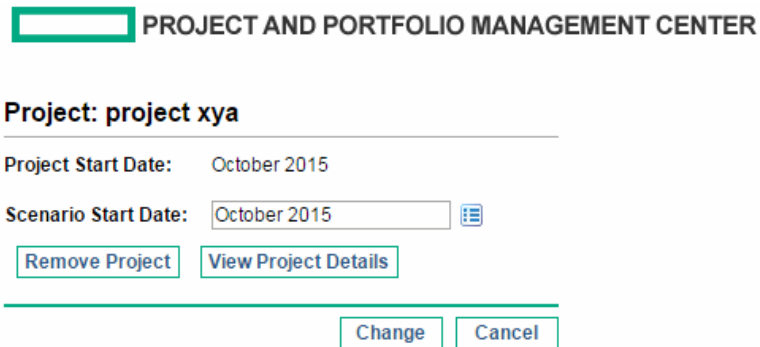 PROJECT AND PORTFOLIO MANAGEMENT CENTER
Project: project xya
Project Start Date: October 2015
Scenario Start Date: October 2015
Remove Project View Project Details
Change Cancel